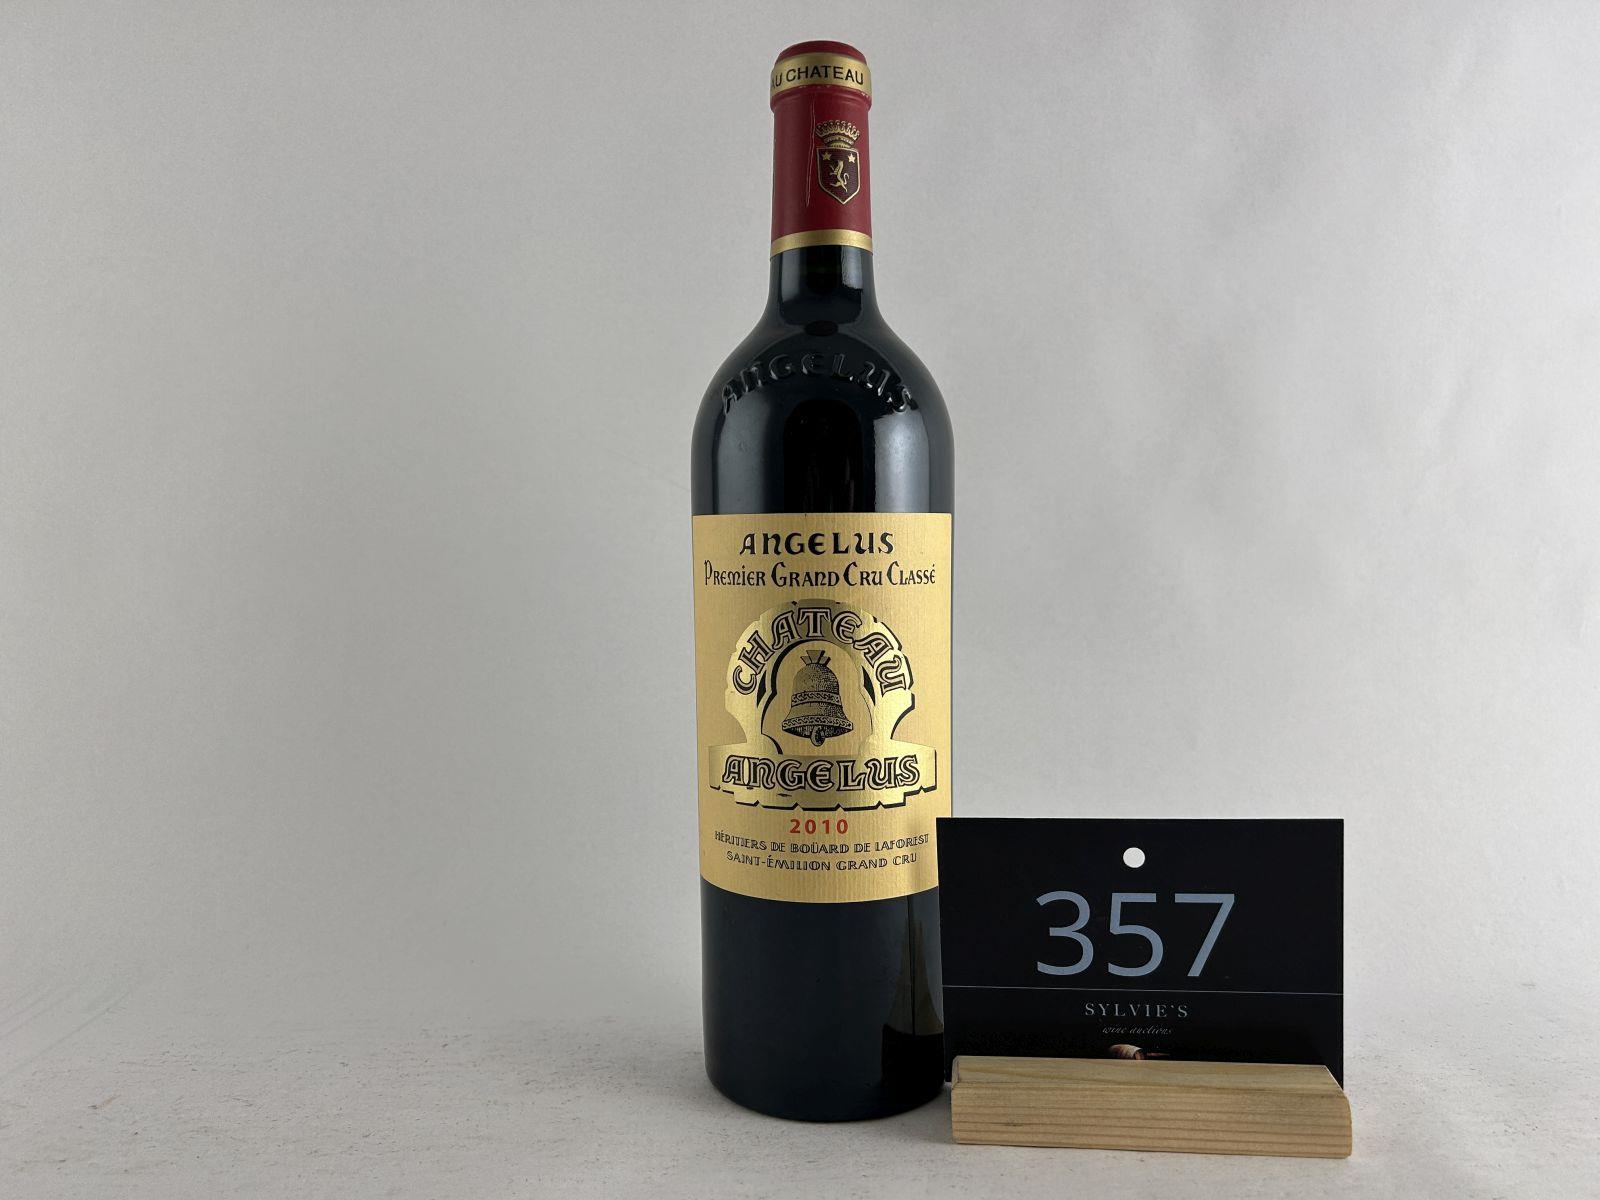 AU CHATEAU
ANGELUS
ANGELUS
PREMIER GRAND CRU CLASSÉ
CHATEAU
ANGELUS
2010
HÉRITIERS DE BOÜARD DE LAFOREST
SAINT-ÉMILION GRAND CRU
357
SYLVIE'S
wine auctions